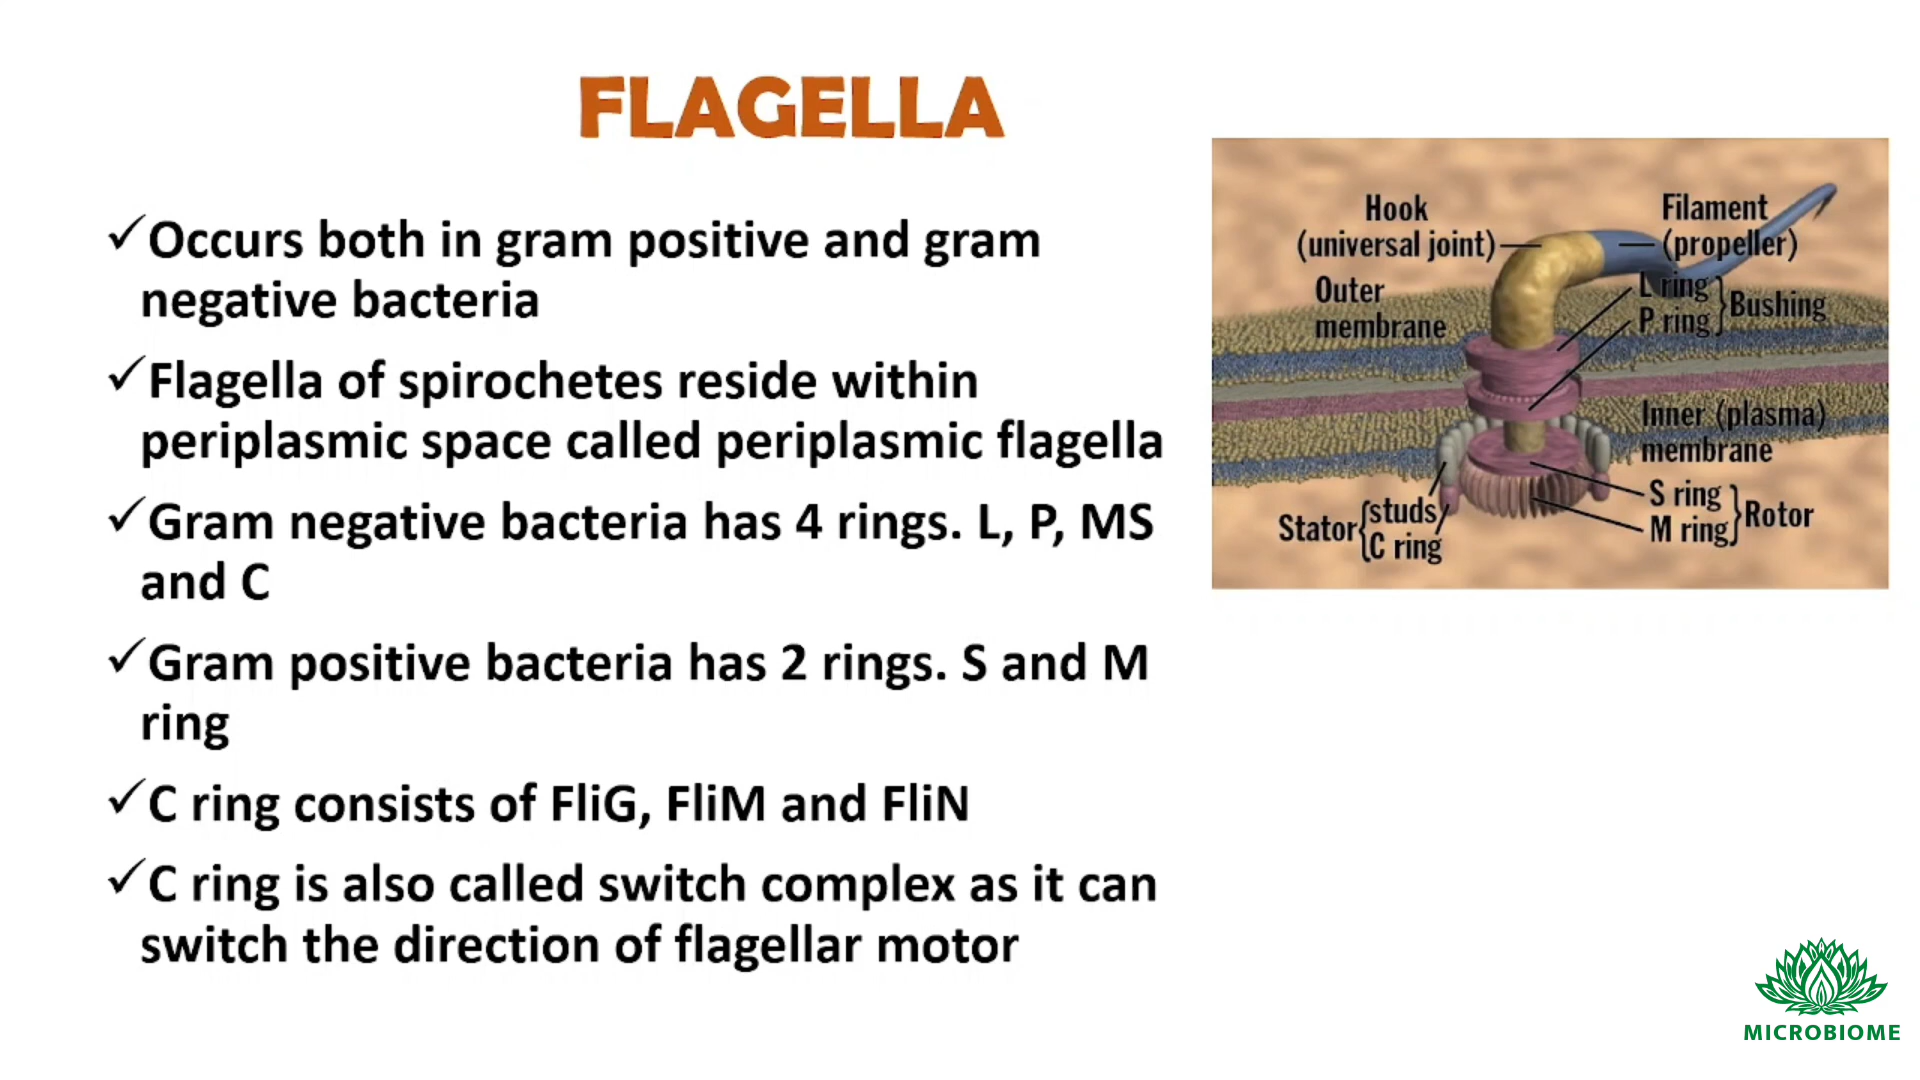 FLAGELLA
✓Occurs both in gram positive and gram
negative bacteria
✓Flagella of spirochetes reside within
periplasmic space called periplasmic flagella
✓Gram negative bacteria has 4 rings. L, P, MS
and C
✓Gram positive bacteria has 2 rings. S and M
ring
✓C ring consists of FliG, FliM and FliN
✓C ring is also called switch complex as it can
switch the direction of flagellar motor
Hook
(universal joint)
Filament
(propeller)
Outer
membrane
L ring
P ring
Bushing
Inner (plasma)
membrane
S ring
M ring
Rotor
Stator
studs
C ring
MICROBIOME